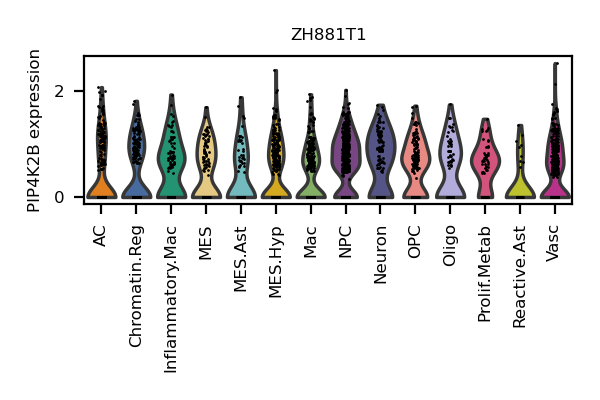 ZH881T1
PIP4K2B expression
2
0
AC
Chromatin.Reg
Inflammatory.Mac
MES
MES.Ast
MES.Hyp
Mac
NPC
Neuron
OPC
Oligo
Prolif.Metab
Reactive.Ast
Vasc